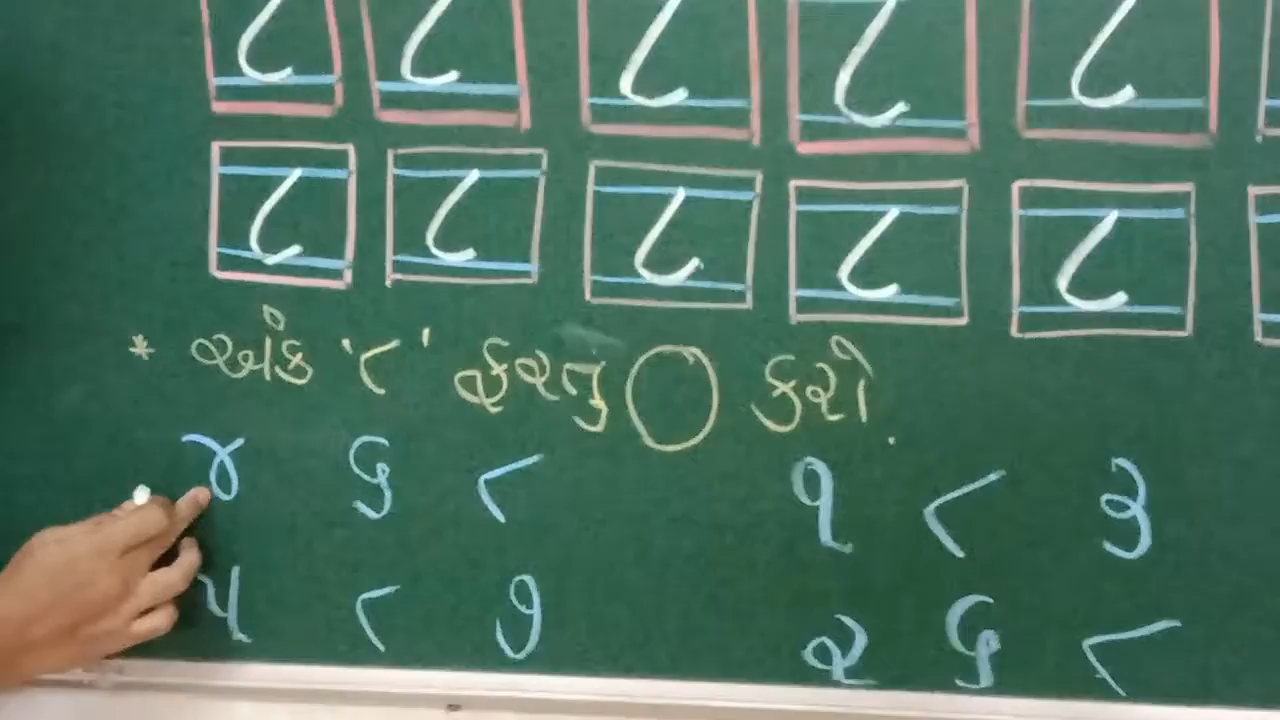 ૮ ૮ ૮ ૮ ૮
૮ ૮ ૮ ૮ ૮
* અંક '૮' ફરતુ ◯ કરો.
૪ ૬ ૮ ૧ ૮ ૩
૫ ૮ ૭ ૨ ૬ ૮